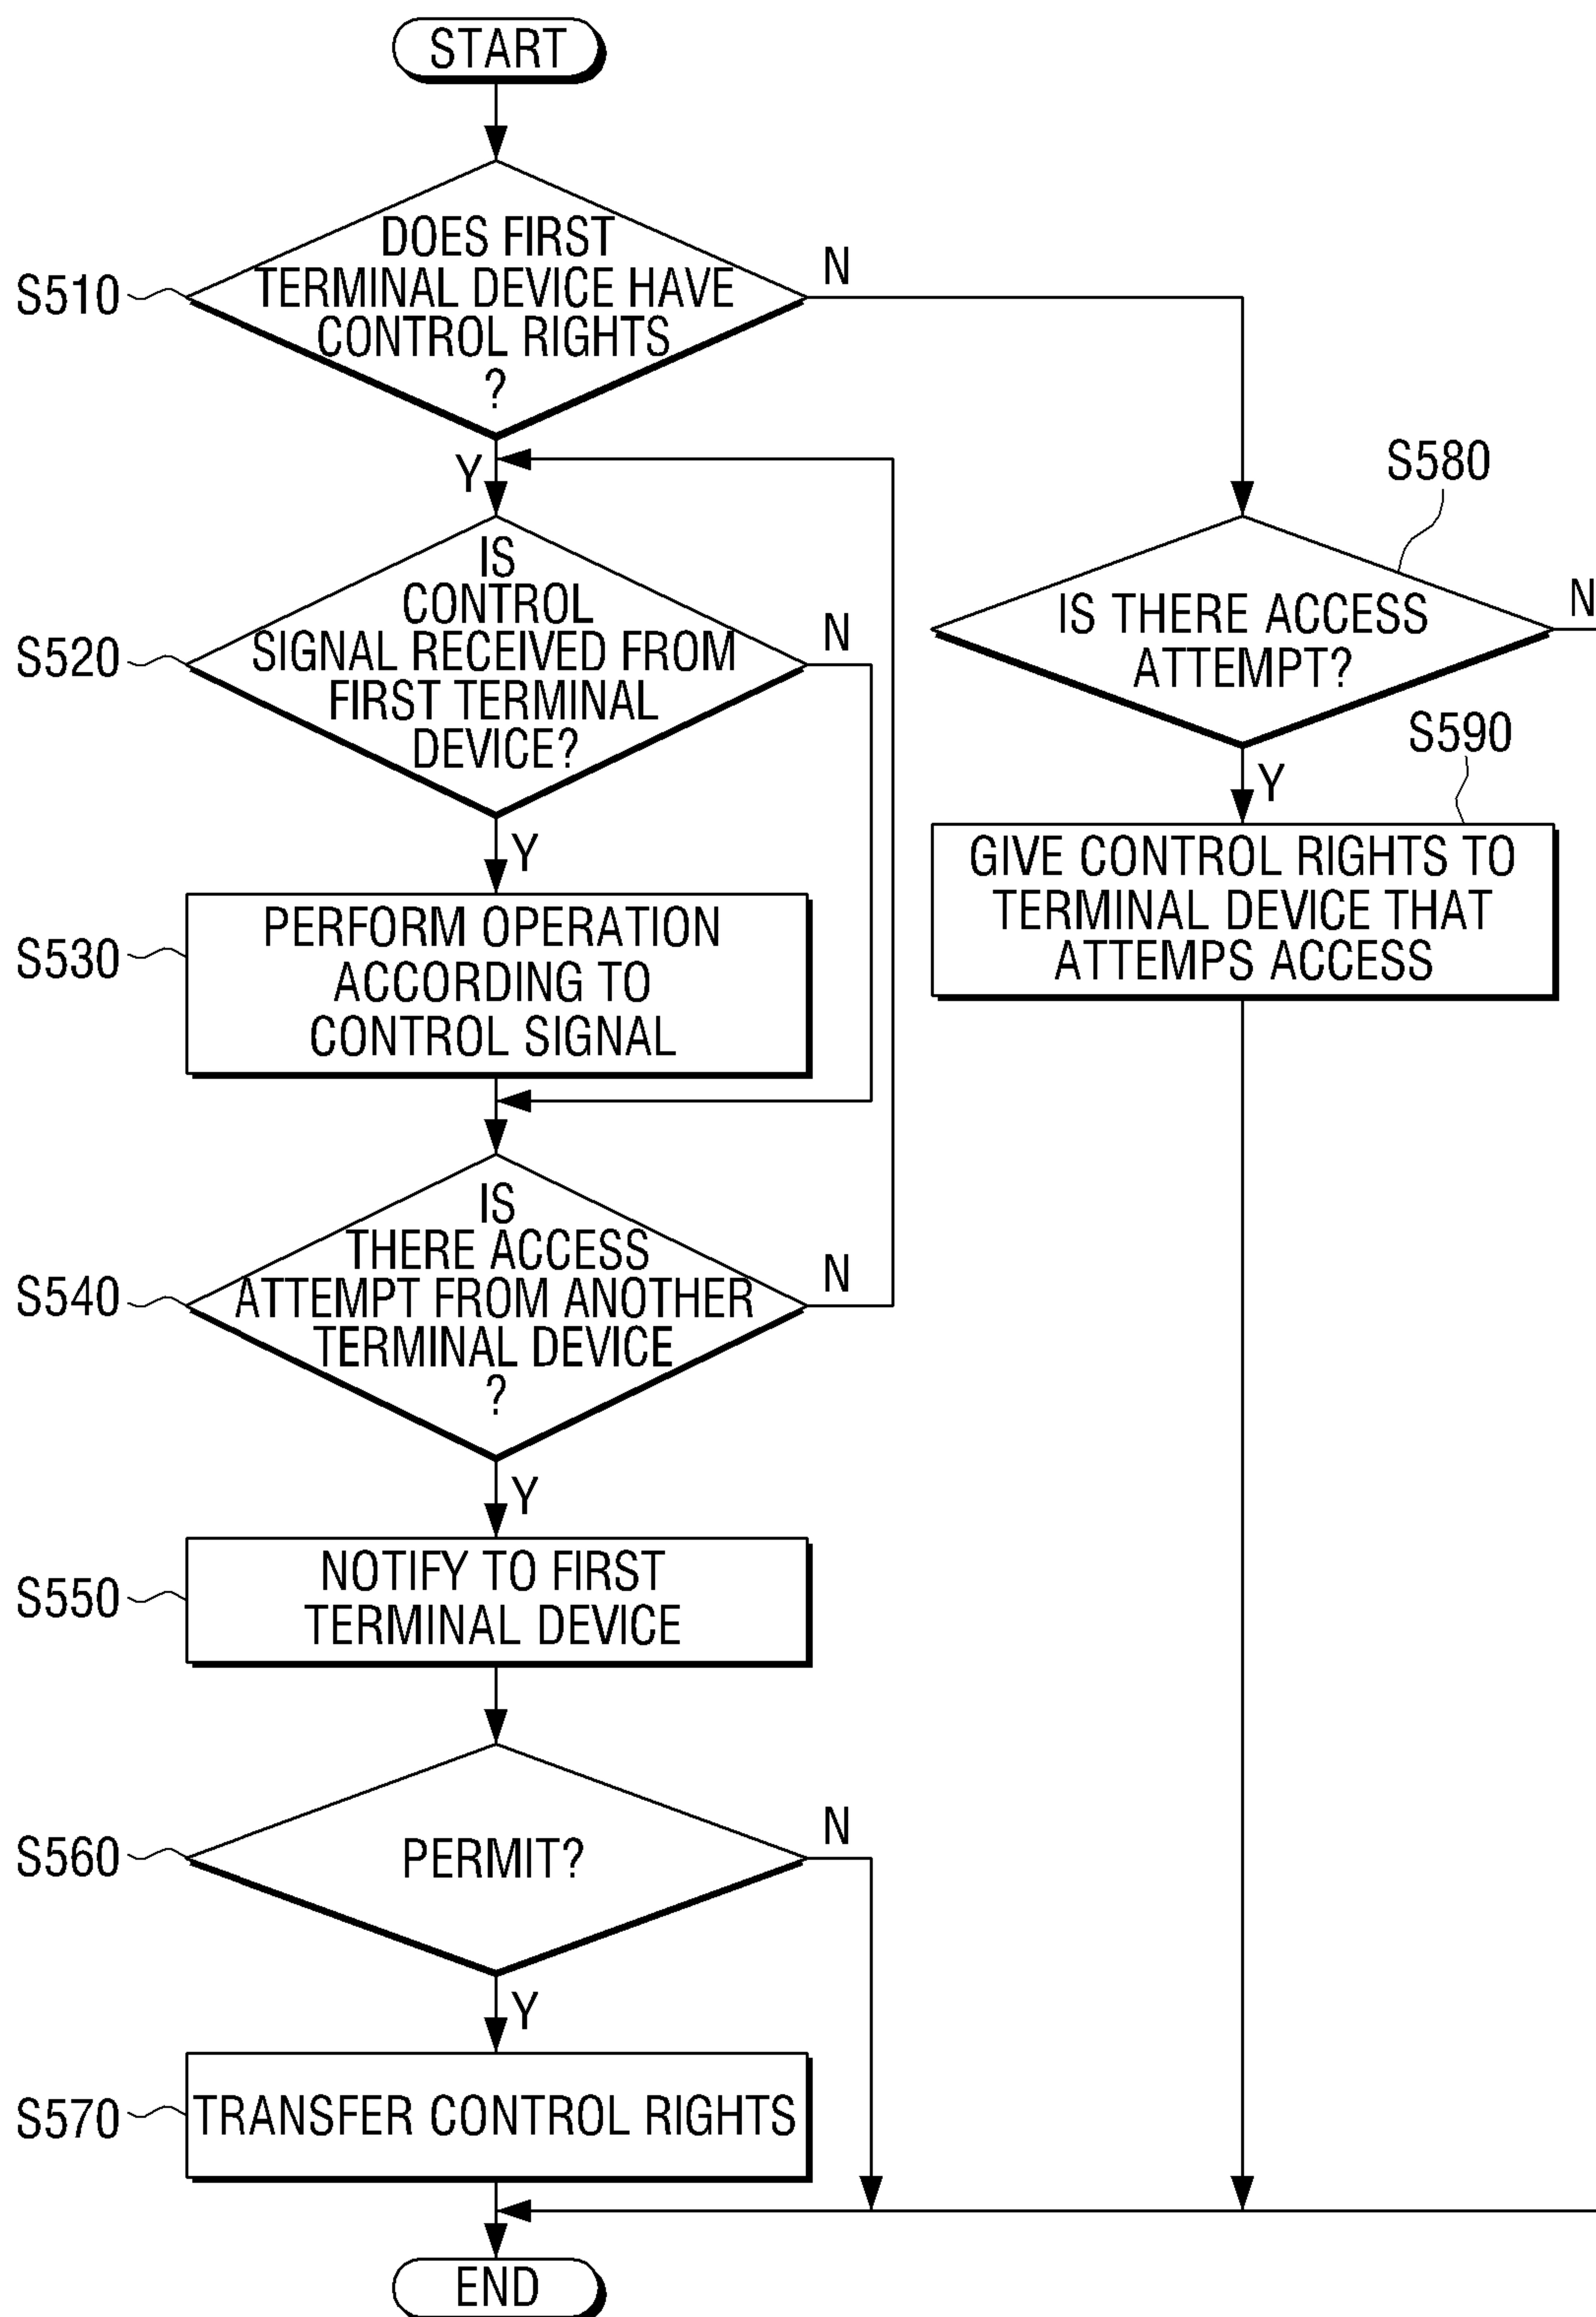 START
S510
DOES FIRST
TERMINAL DEVICE HAVE
CONTROL RIGHTS
?
N
Y
S520
IS
CONTROL
SIGNAL RECEIVED FROM
FIRST TERMINAL
DEVICE?
N
Y
S530
PERFORM OPERATION
ACCORDING TO
CONTROL SIGNAL
S540
IS
THERE ACCESS
ATTEMPT FROM ANOTHER
TERMINAL DEVICE
?
N
Y
S550
NOTIFY TO FIRST
TERMINAL DEVICE
S560
PERMIT?
N
Y
S570
TRANSFER CONTROL RIGHTS
END
S580
IS THERE ACCESS
ATTEMPT?
N
Y
S590
GIVE CONTROL RIGHTS TO
TERMINAL DEVICE THAT
ATTEMPS ACCESS